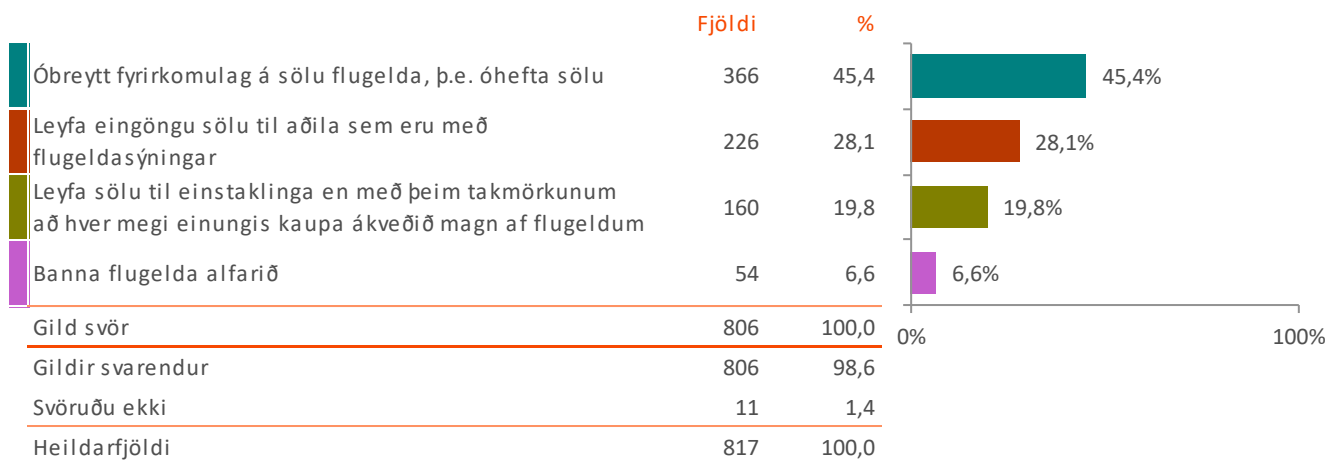 Fjöldi %
Óbreytt fyrirkomulag á sölu flugelda, þ.e. óhefta sölu 366 45,4 45,4%
Leyfa eingöngu sölu til aðila sem eru með
flugeldasýningar 226 28,1 28,1%
Leyfa sölu til einstaklinga en með þeim takmörkunum
að hver megi einungis kaupa ákveðið magn af flugeldum 160 19,8 19,8%
Banna flugelda alfarið 54 6,6 6,6%
Gild svör 806 100,0
0% 100%
Gildir svarendur 806 98,6
Svöruðu ekki 11 1,4
Heildarfjöldi 817 100,0